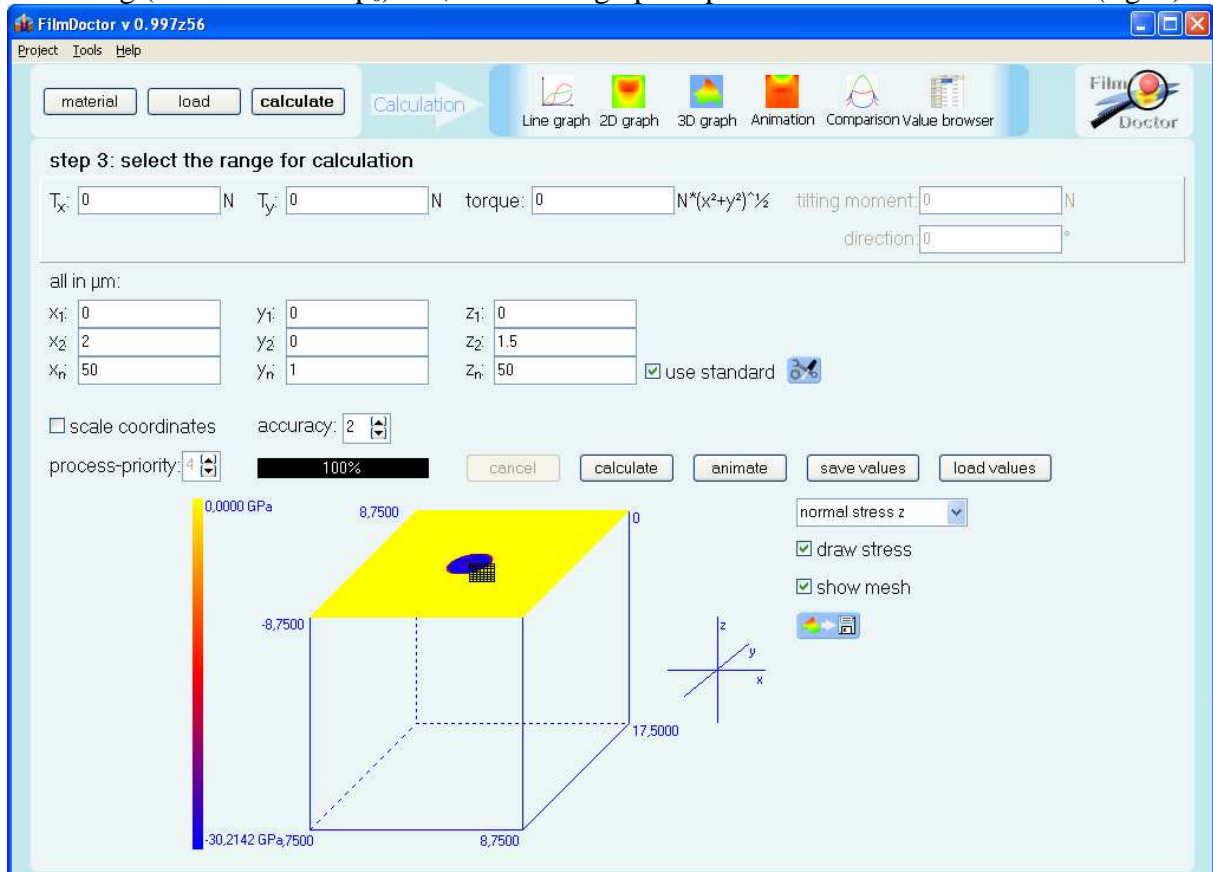 FilmDoctor v 0.997z56
Project Tools Help
material load calculate Calculation Line graph 2D graph 3D graph Animation Comparison Value browser Film Doctor
step 3: select the range for calculation
Tx: 0 N Ty: 0 N torque: 0 N*(x²+y²)^½ tilting moment: 0 N
direction: 0 °
all in µm:
x1: 0 y1: 0 z1: 0
x2: 2 y2: 0 z2: 1.5
xn: 50 yn: 1 zn: 50 use standard
scale coordinates accuracy: 2
process-priority: 4 100% cancel calculate animate save values load values
0,0000 GPa 8,7500 0 normal stress z
draw stress
show mesh
-8,7500 z
y
x
17,5000
-30,2142 GPa,7500 8,7500